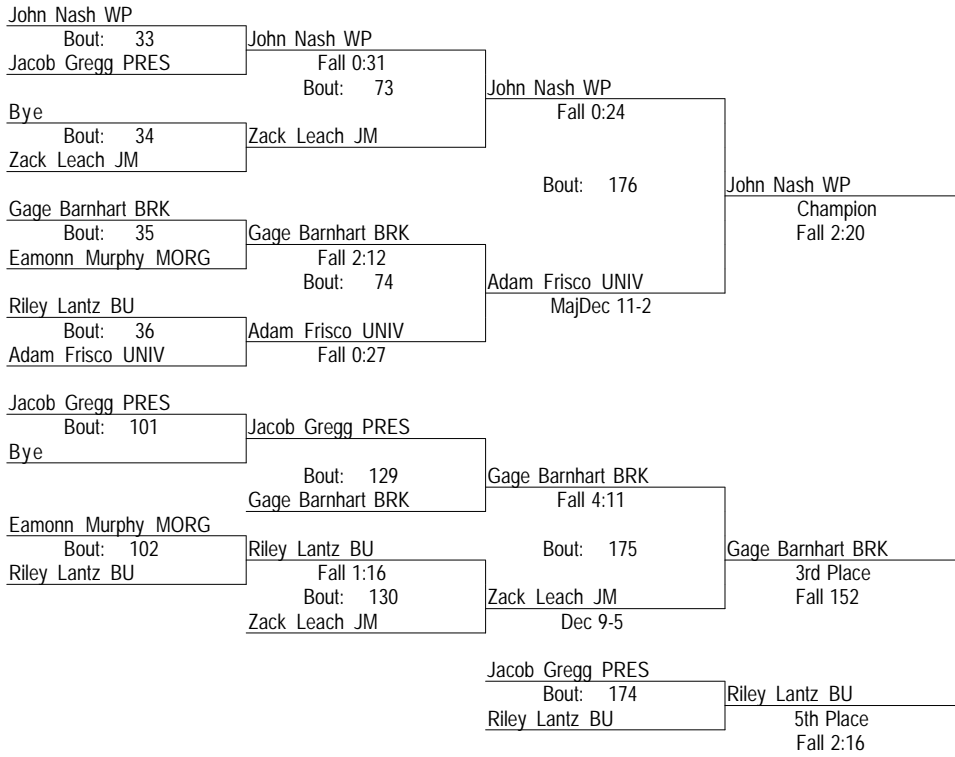 John Nash WP
Bout: 33
John Nash WP
Jacob Gregg PRES
Fall 0:31
Bout: 73
John Nash WP
Bye
Fall 0:24
Bout: 34
Zack Leach JM
Zack Leach JM
Bout: 176
John Nash WP
Gage Barnhart BRK
Champion
Bout: 35
Gage Barnhart BRK
Fall 2:20
Eamonn Murphy MORG
Fall 2:12
Bout: 74
Adam Frisco UNIV
Riley Lantz BU
MajDec 11-2
Bout: 36
Adam Frisco UNIV
Adam Frisco UNIV
Fall 0:27
Jacob Gregg PRES
Bout: 101
Jacob Gregg PRES
Bye
Bout: 129
Gage Barnhart BRK
Gage Barnhart BRK
Fall 4:11
Eamonn Murphy MORG
Bout: 102
Riley Lantz BU
Bout: 175
Gage Barnhart BRK
Riley Lantz BU
Fall 1:16
3rd Place
Bout: 130
Zack Leach JM
Fall 152
Zack Leach JM
Dec 9-5
Jacob Gregg PRES
Bout: 174
Riley Lantz BU
Riley Lantz BU
5th Place
Fall 2:16